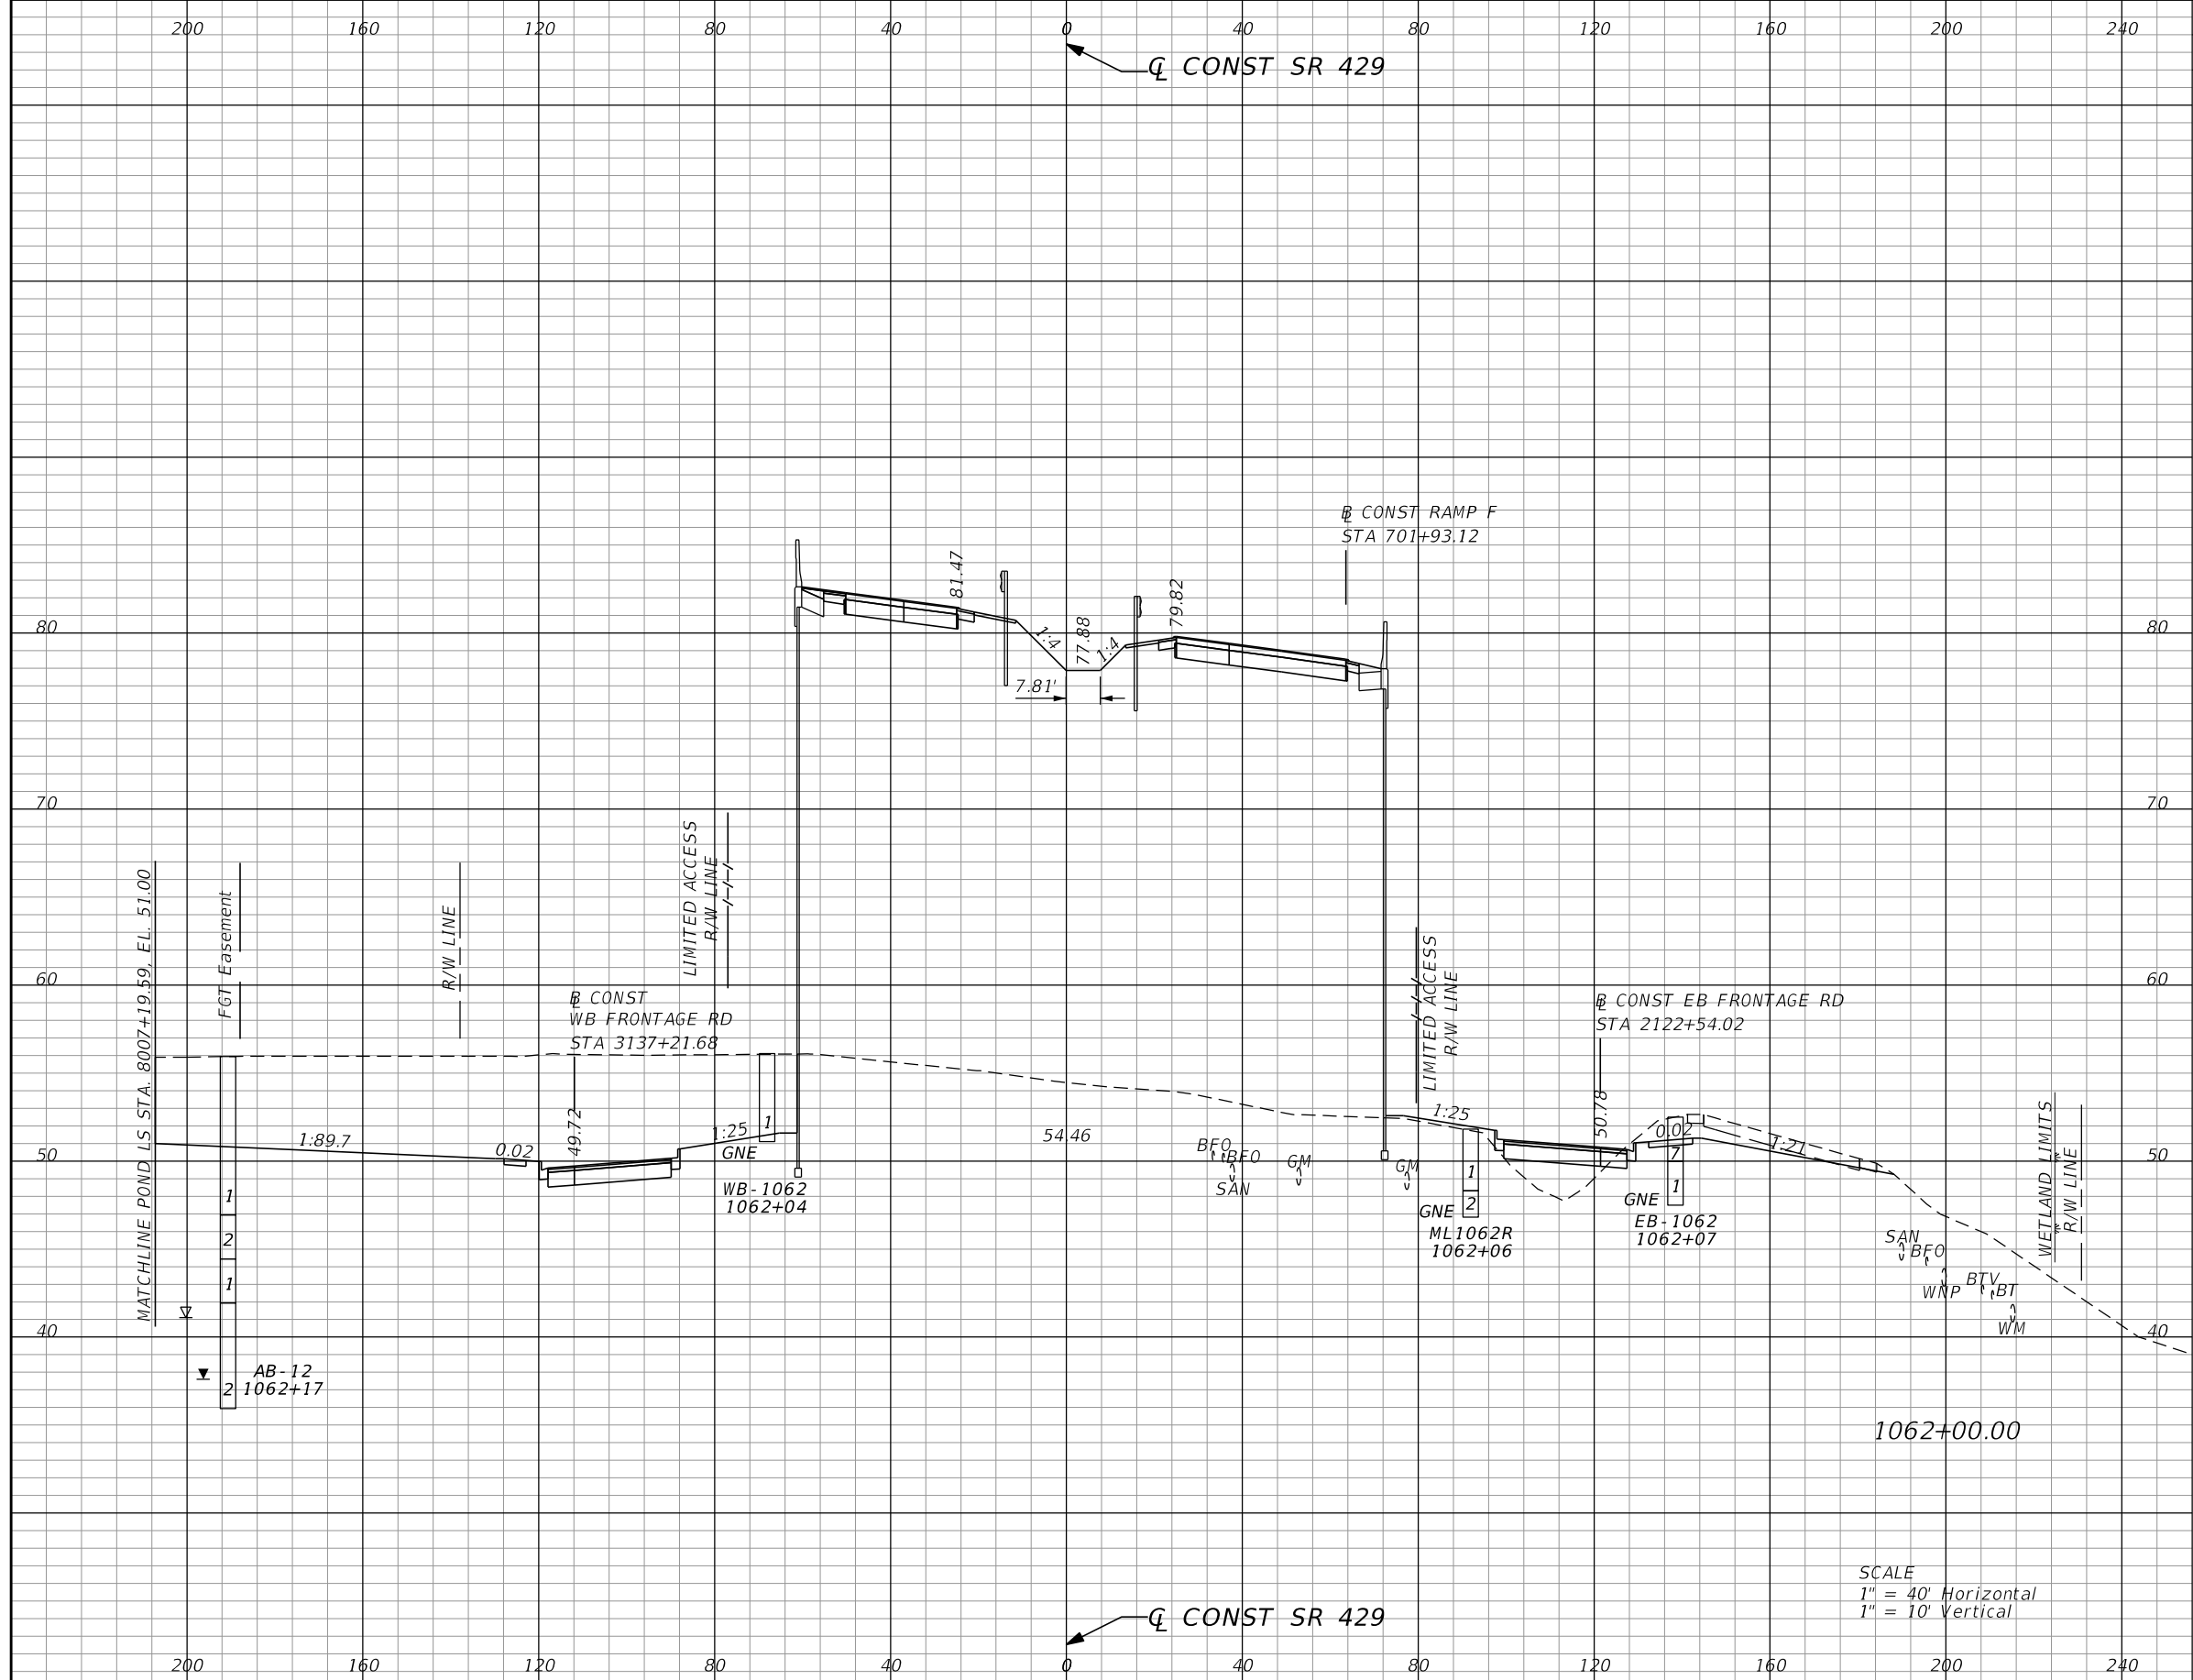 200 160 120 80 40 0 40 80 120 160 200 240
℄ CONST SR 429
B̲L CONST RAMP F
STA 701+93.12
81.47
79.82
77.88
1:4
1:4
7.81'
80 80
70 70
60 60
50 50
40 40
MATCHLINE POND LS STA. 8007+19.59, EL. 51.00
FGT Easement
R/W LINE
LIMITED ACCESS
R/W LINE
BL CONST
WB FRONTAGE RD
STA 3137+21.68
LIMITED ACCESS
R/W LINE
BL CONST EB FRONTAGE RD
STA 2122+54.02
1:89.7
0.02
49.72
1:25
1
GNE
WB-1062
1062+04
54.46
BFO
BFO
SAN
GM
GM
1:25
1
2
GNE
ML1062R
1062+06
50.78
0.02
7
1
GNE
EB-1062
1062+07
1:21
SAN
BFO
WNP
BTV
BT
WM
WETLAND LIMITS
R/W LINE
1
2
1
2
AB-12
1062+17
1062+00.00
SCALE
1" = 40' Horizontal
1" = 10' Vertical
℄ CONST SR 429
200 160 120 80 40 0 40 80 120 160 200 240